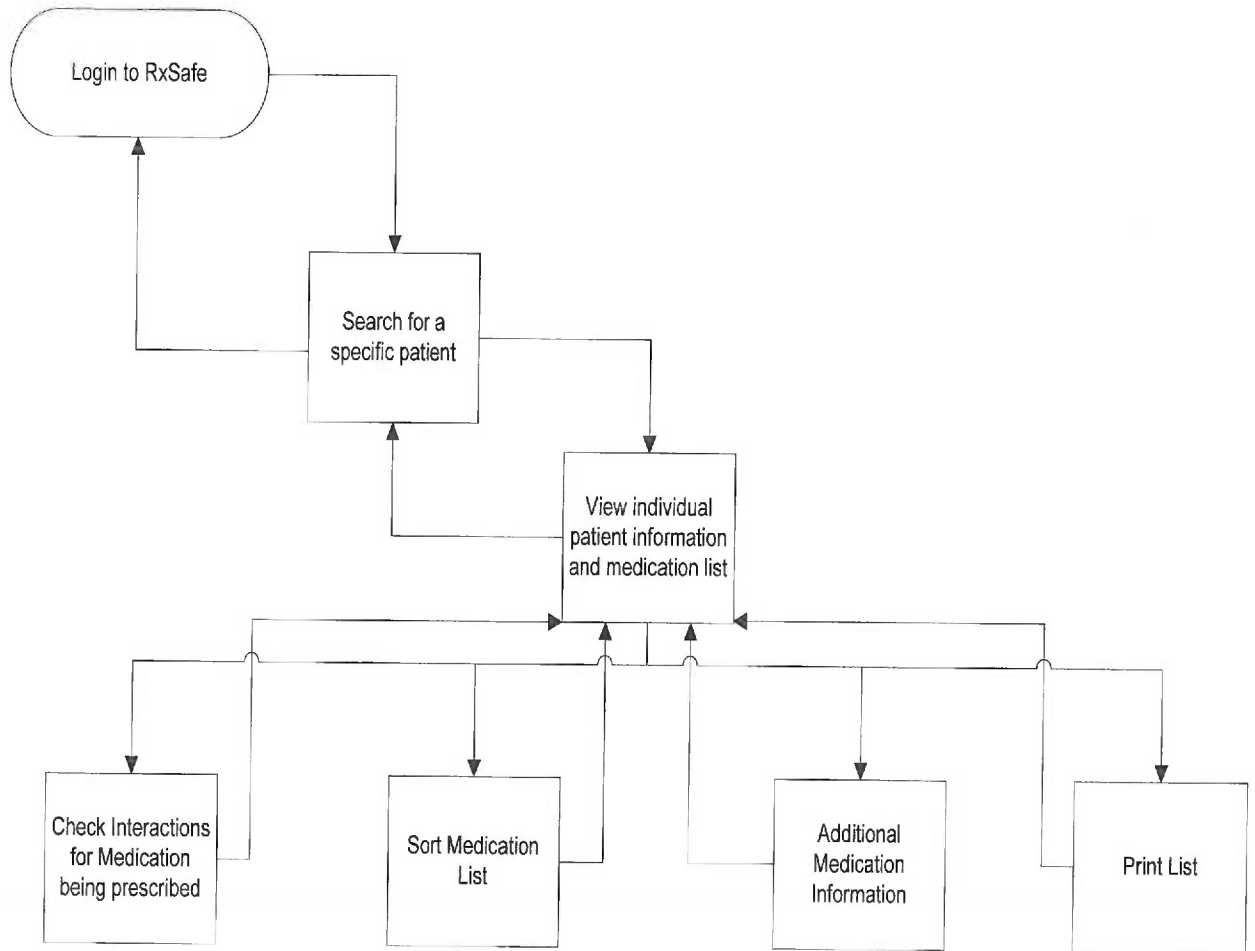 Login to RxSafe
Search for a
specific patient
View individual
patient information
and medication list
Check Interactions
for Medication
being prescribed
Sort Medication
List
Additional
Medication
Information
Print List